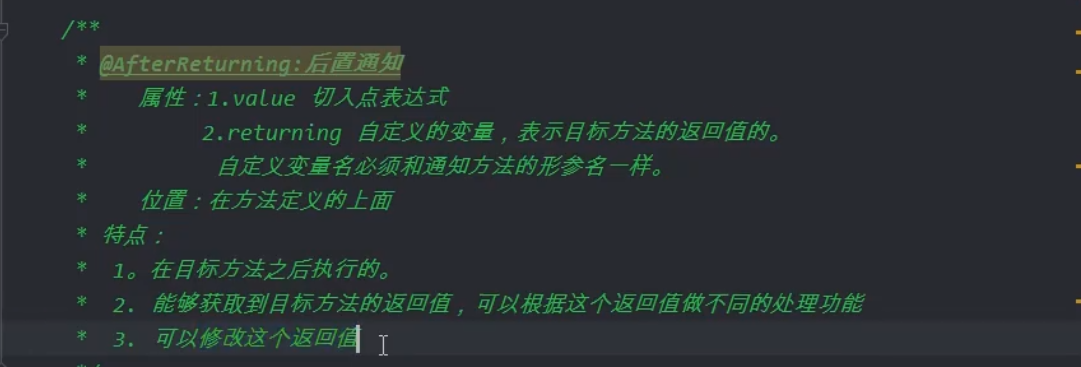 /**
* @AfterReturning:后置通知
* 属性：1.value 切入点表达式
* 2.returning 自定义的变量，表示目标方法的返回值的。
* 自定义变量名必须和通知方法的形参名一样。
* 位置：在方法定义的上面
* 特点：
* 1。在目标方法之后执行的。
* 2. 能够获取到目标方法的返回值，可以根据这个返回值做不同的处理功能
* 3. 可以修改这个返回值